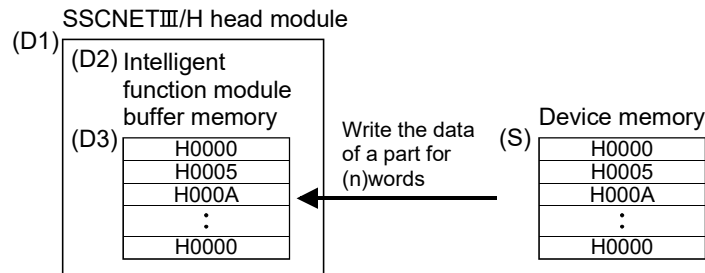 SSCNETⅢ/H head module
(D1)
(D2) Intelligent
function module
buffer memory
(D3)
H0000
H0005
H000A
⋮
H0000
Write the data
of a part for
(n)words
Device memory
(S)
H0000
H0005
H000A
⋮
H0000